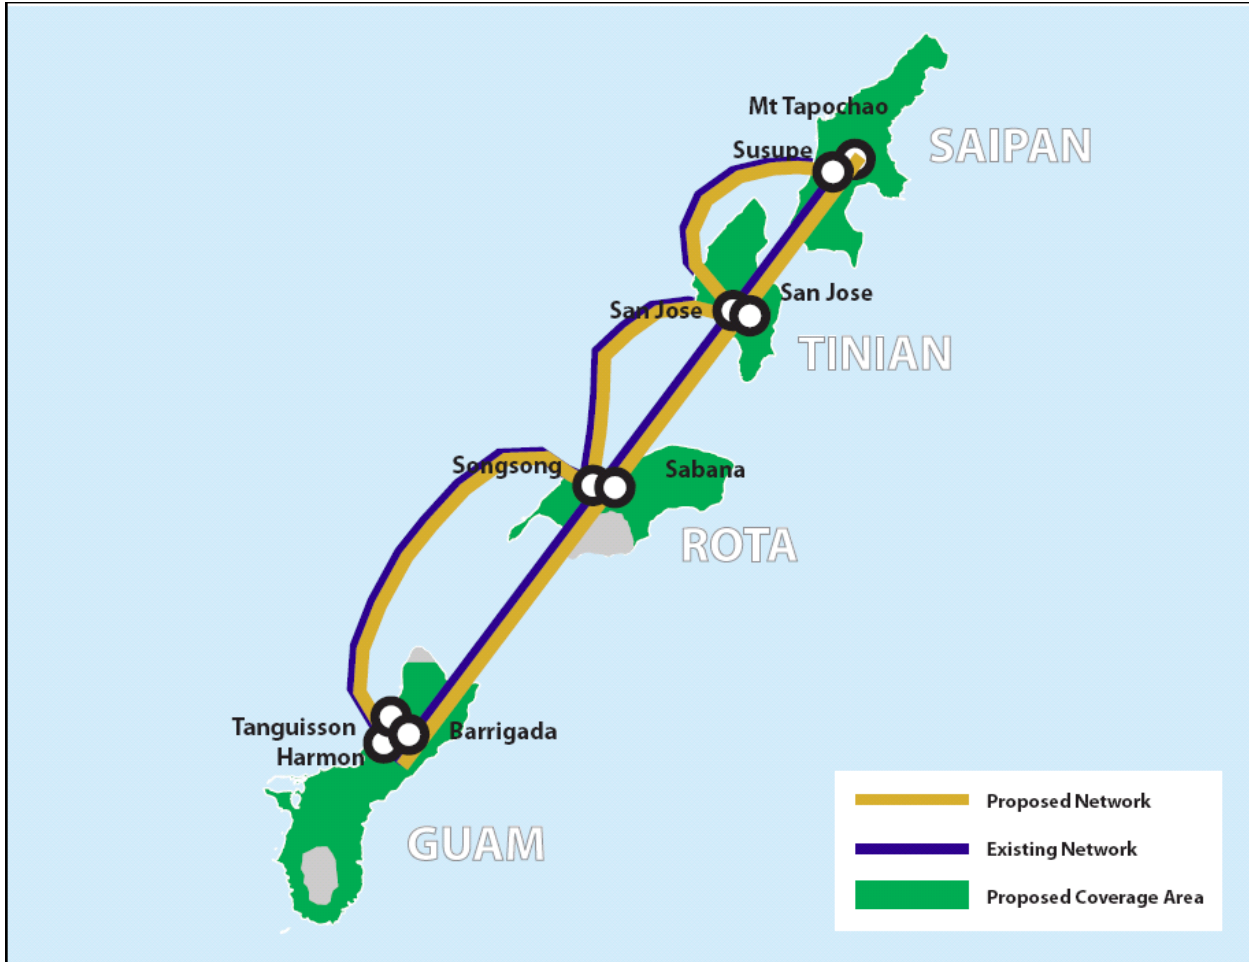 Mt Tapochao
SAIPAN
Susupe
San Jose
San Jose
TINIAN
Songsong
Sabana
ROTA
Tanguisson
Barrigada
Harmon
GUAM
Proposed Network
Existing Network
Proposed Coverage Area